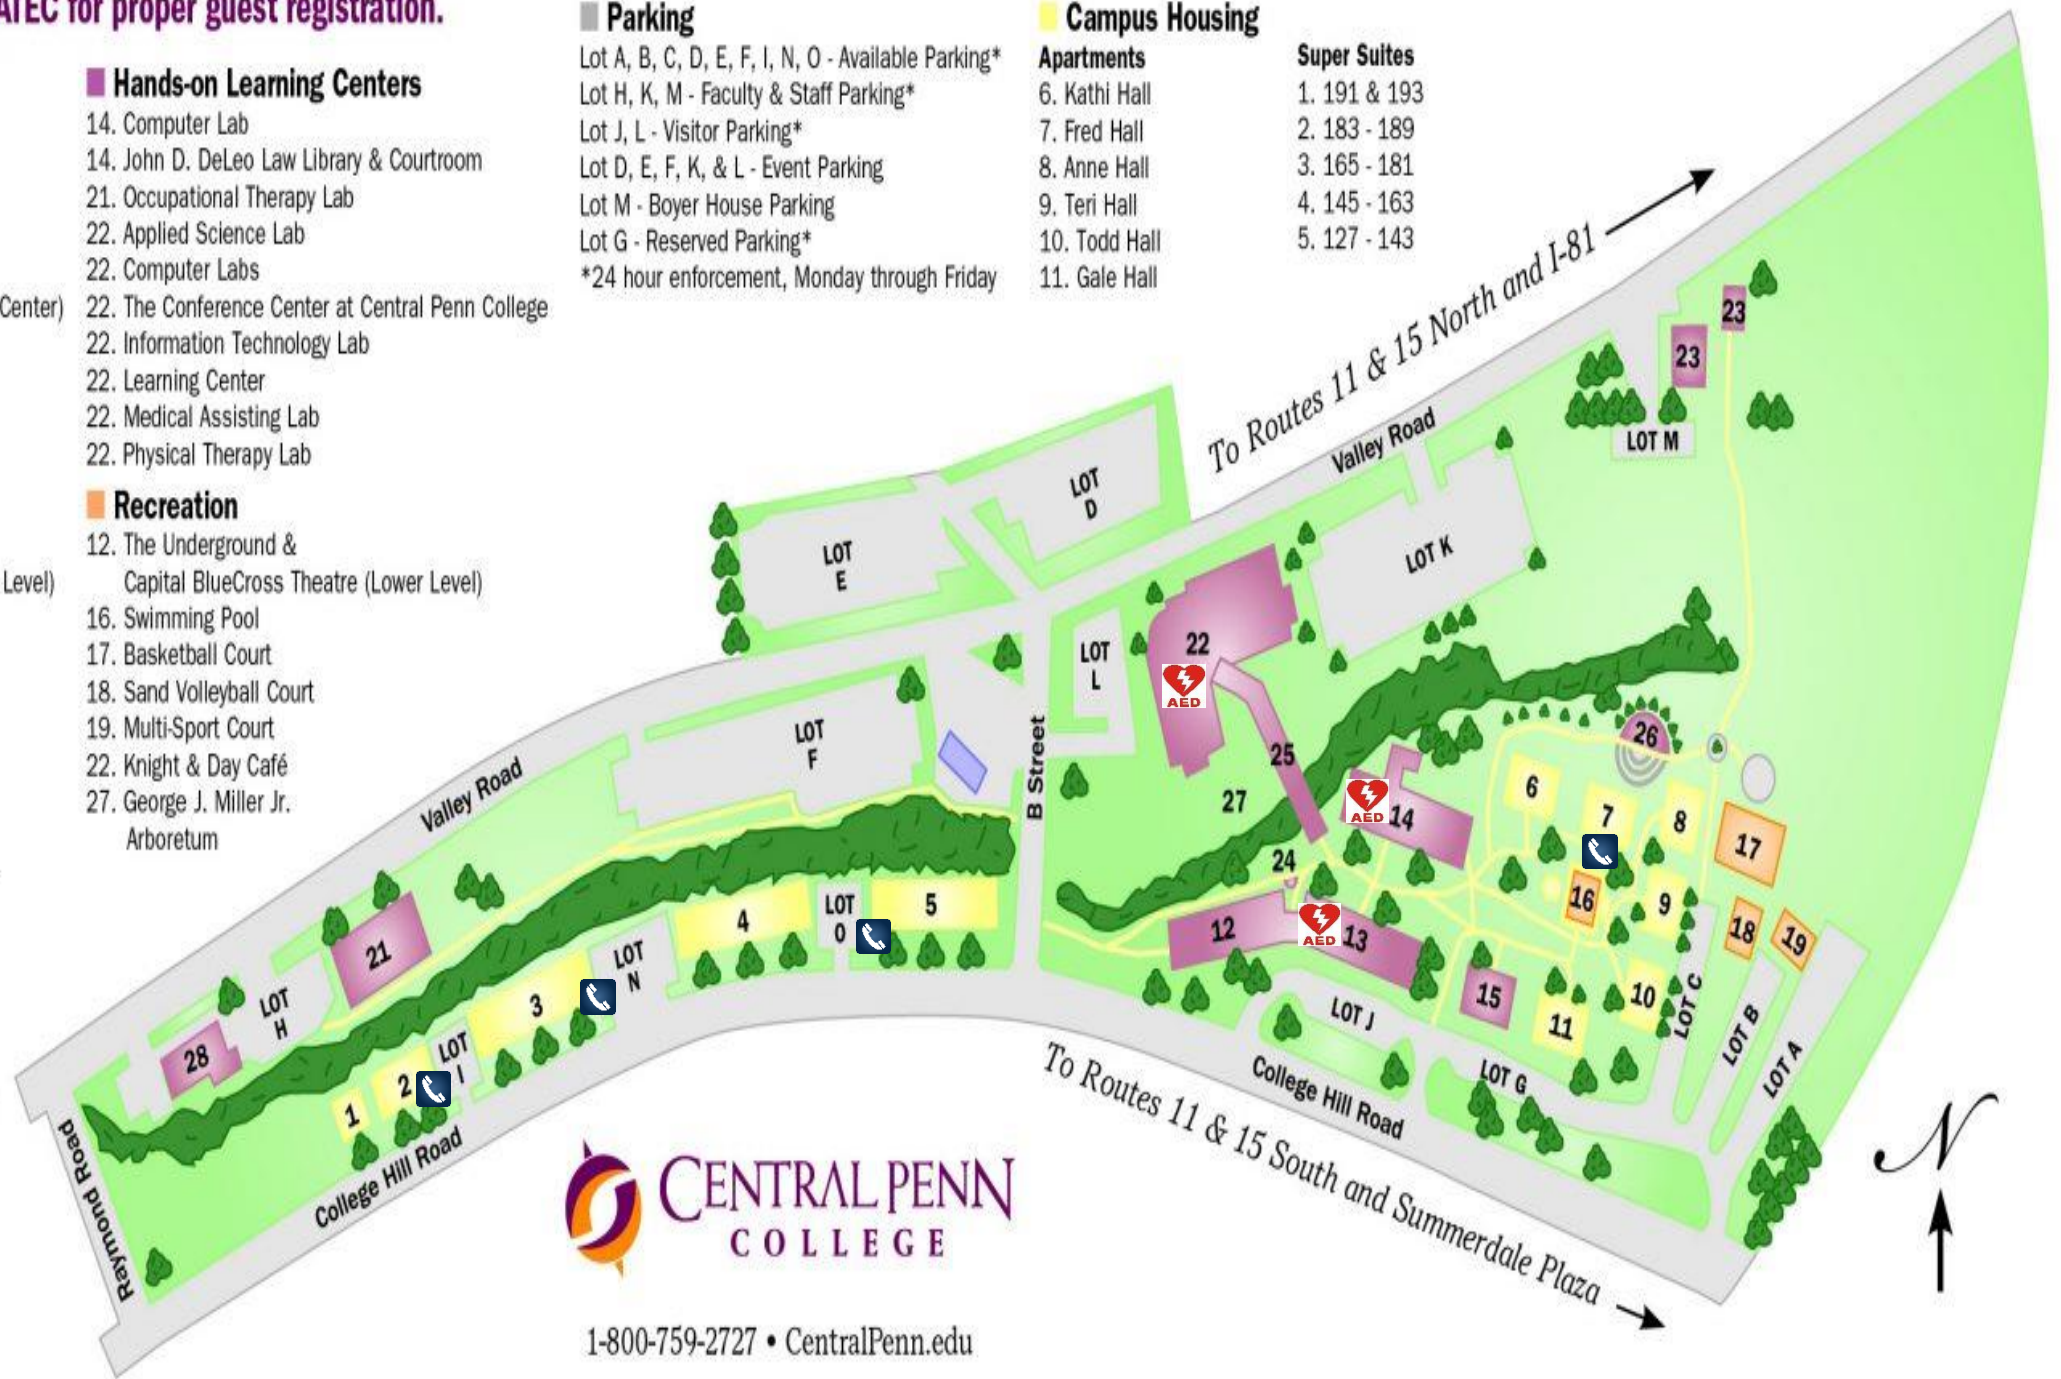 ATEC for proper guest registration.
Center)
Level)
Hands-on Learning Centers
14. Computer Lab
14. John D. DeLeo Law Library & Courtroom
21. Occupational Therapy Lab
22. Applied Science Lab
22. Computer Labs
22. The Conference Center at Central Penn College
22. Information Technology Lab
22. Learning Center
22. Medical Assisting Lab
22. Physical Therapy Lab
Recreation
12. The Underground &
Capital BlueCross Theatre (Lower Level)
16. Swimming Pool
17. Basketball Court
18. Sand Volleyball Court
19. Multi-Sport Court
22. Knight & Day Café
27. George J. Miller Jr.
Arboretum
Parking
Lot A, B, C, D, E, F, I, N, O - Available Parking*
Lot H, K, M - Faculty & Staff Parking*
Lot J, L - Visitor Parking*
Lot D, E, F, K, & L - Event Parking
Lot M - Boyer House Parking
Lot G - Reserved Parking*
*24 hour enforcement, Monday through Friday
Campus Housing
Apartments
6. Kathi Hall
7. Fred Hall
8. Anne Hall
9. Teri Hall
10. Todd Hall
11. Gale Hall
Super Suites
1. 191 & 193
2. 183 - 189
3. 165 - 181
4. 145 - 163
5. 127 - 143
To Routes 11 & 15 North and I-81
Valley Road
23
23
LOT M
LOT
D
LOT
E
LOT K
22
AED
LOT
L
B Street
LOT
F
25
27
24
AED
14
26
6
7
8
17
16
9
18
19
12
AED
13
15
11
10
LOT C
LOT B
LOT A
LOT J
LOT G
Valley Road
21
LOT
H
28
1
2
LOT
I
3
LOT
N
4
LOT
O
5
College Hill Road
College Hill Road
Raymond Road
To Routes 11 & 15 South and Summerdale Plaza
N
CENTRAL PENN
COLLEGE
1-800-759-2727 • CentralPenn.edu